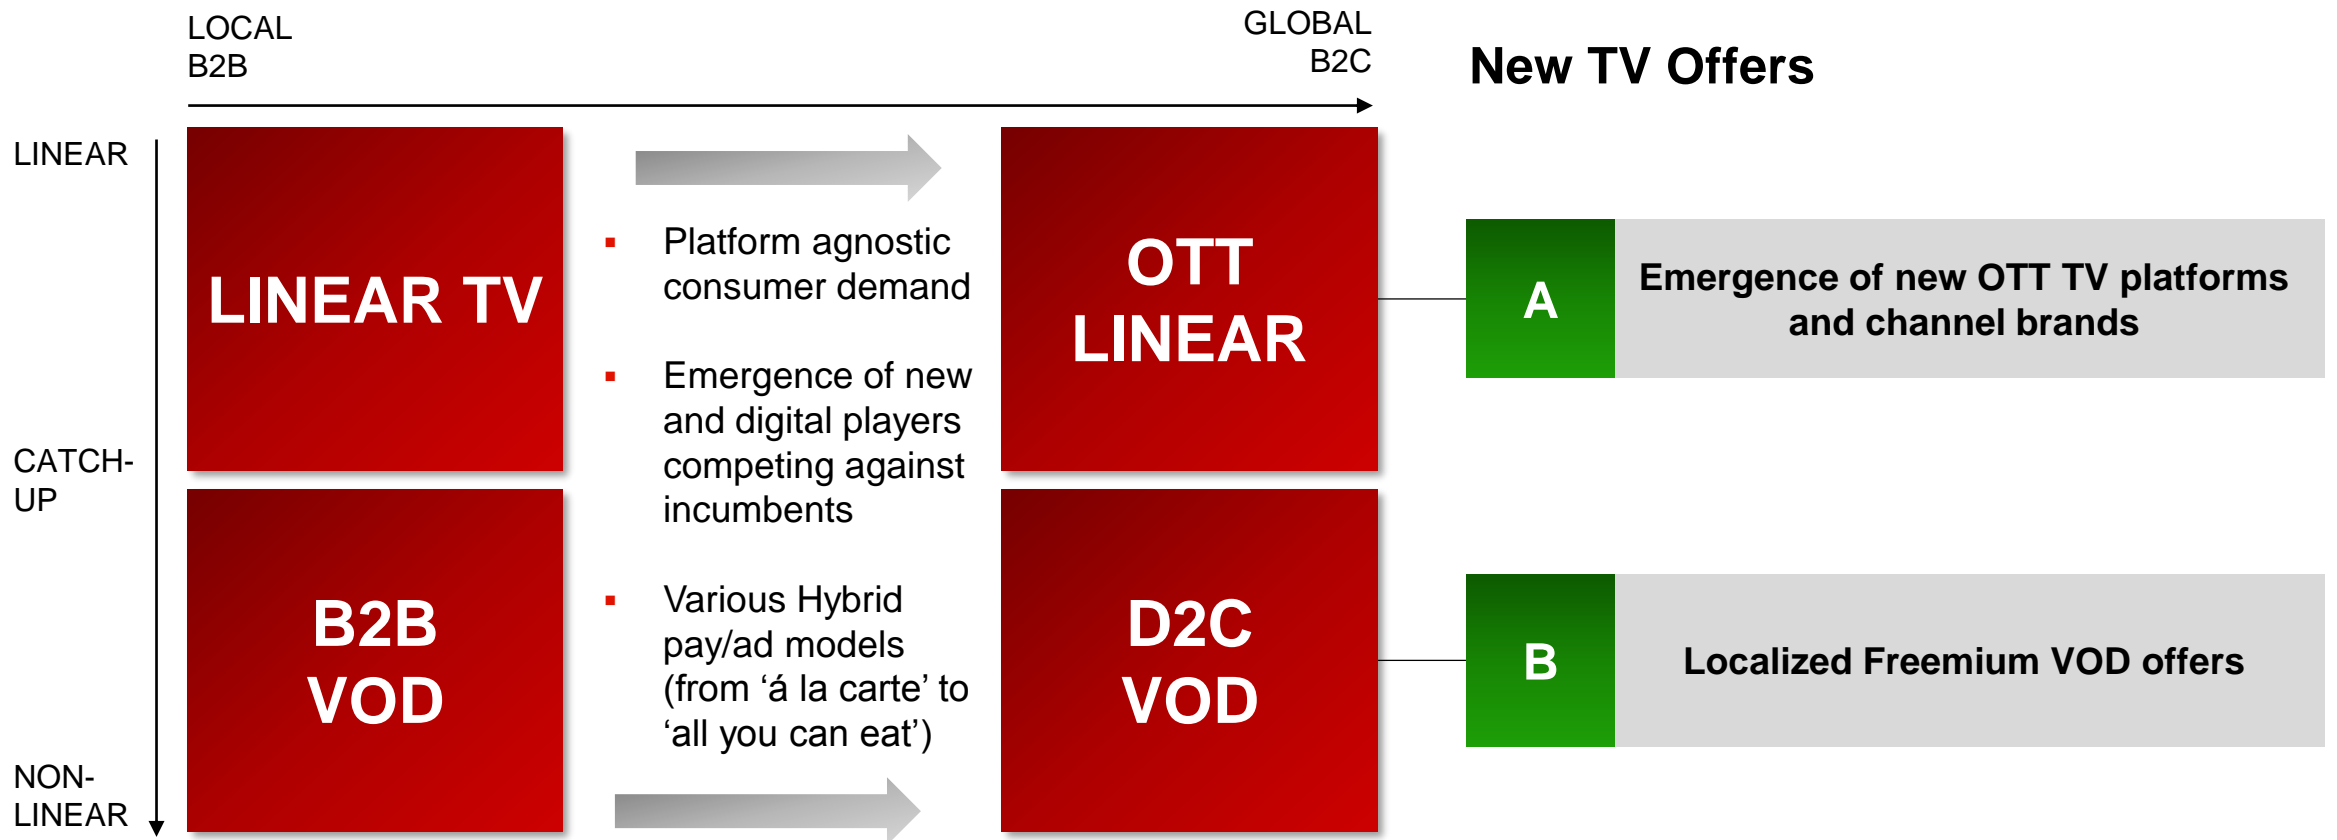 LOCAL
B2B
GLOBAL
B2C
New TV Offers
LINEAR
CATCH-
UP
NON-
LINEAR
LINEAR TV
▪ Platform agnostic
consumer demand
▪ Emergence of new
and digital players
competing against
incumbents
▪ Various Hybrid
pay/ad models
(from ‘á la carte’ to
‘all you can eat’)
OTT
LINEAR
A
Emergence of new OTT TV platforms
and channel brands
B2B
VOD
D2C
VOD
B
Localized Freemium VOD offers